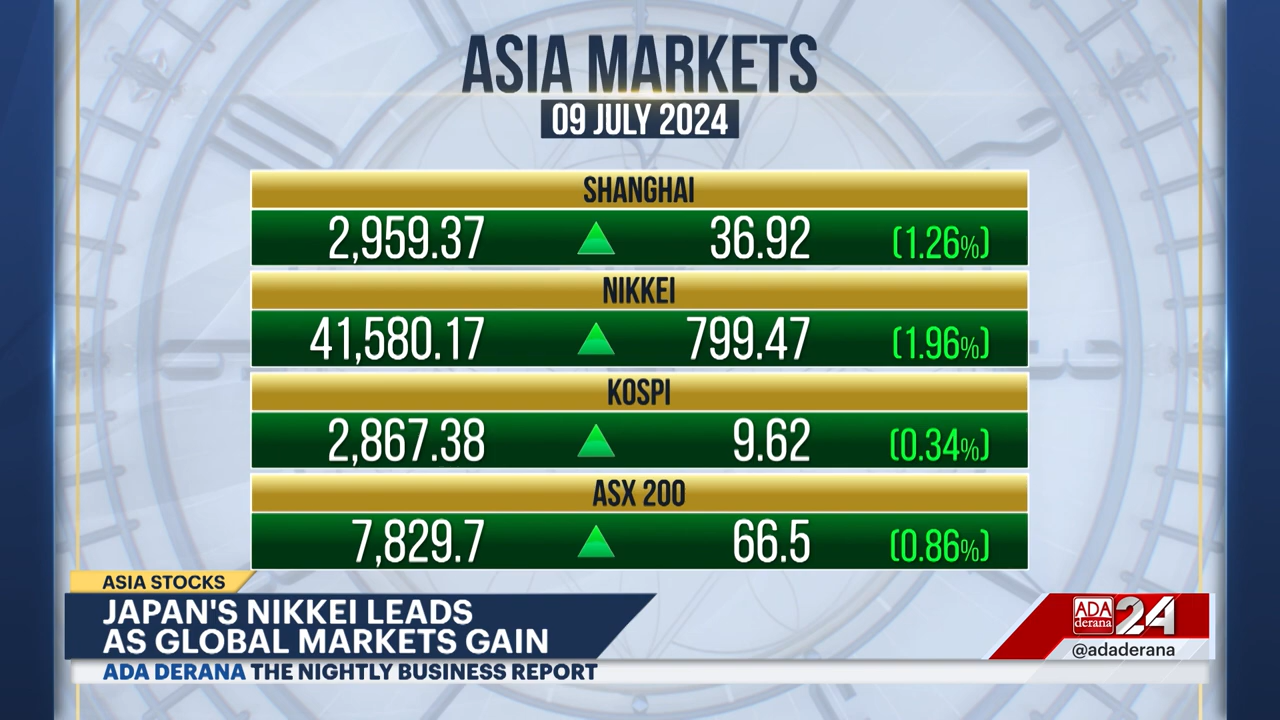 ASIA MARKETS
09 JULY 2024
SHANGHAI
2,959.37 ▲ 36.92 (1.26%)
NIKKEI
41,580.17 ▲ 799.47 (1.96%)
KOSPI
2,867.38 ▲ 9.62 (0.34%)
ASX 200
7,829.7 ▲ 66.5 (0.86%)
ASIA STOCKS
JAPAN'S NIKKEI LEADS
AS GLOBAL MARKETS GAIN
ADA DERANA THE NIGHTLY BUSINESS REPORT
ADA
derana 24
@adaderana